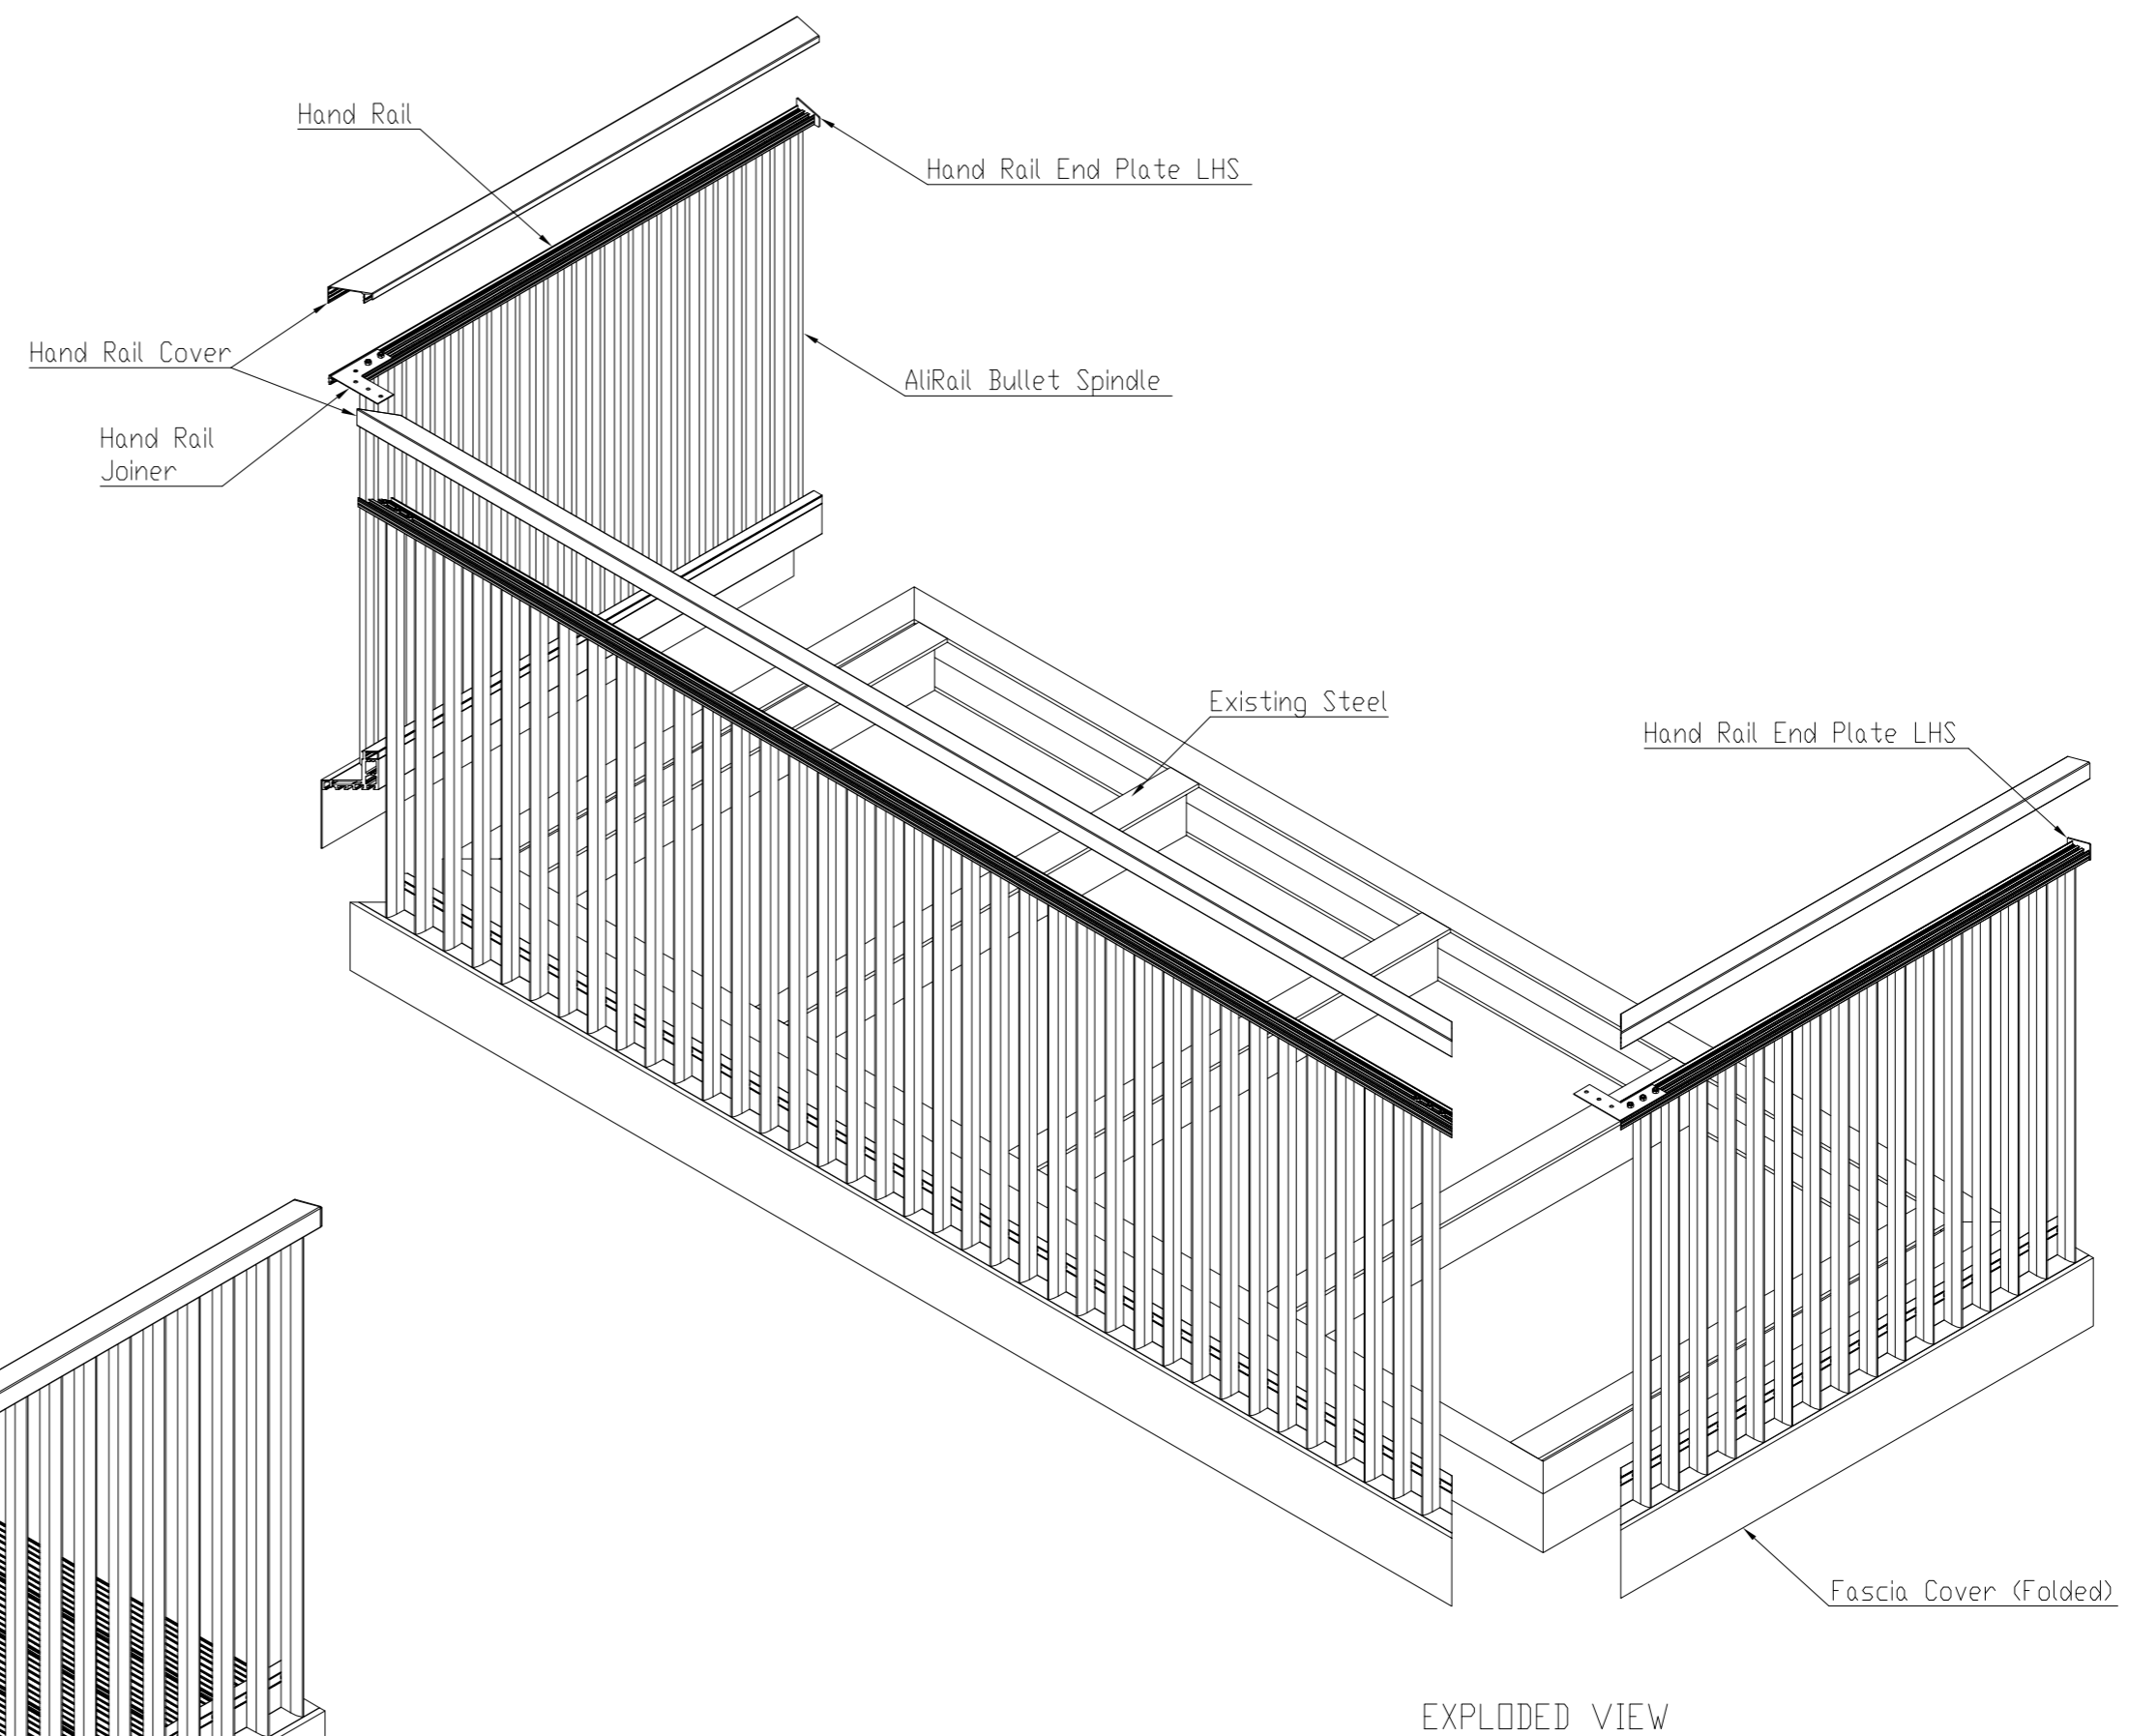 Hand Rail
Hand Rail End Plate LHS
Hand Rail Cover
AliRail Bullet Spindle
Hand Rail
Joiner
Existing Steel
Hand Rail End Plate LHS
Fascia Cover (Folded)
EXPLODED VIEW